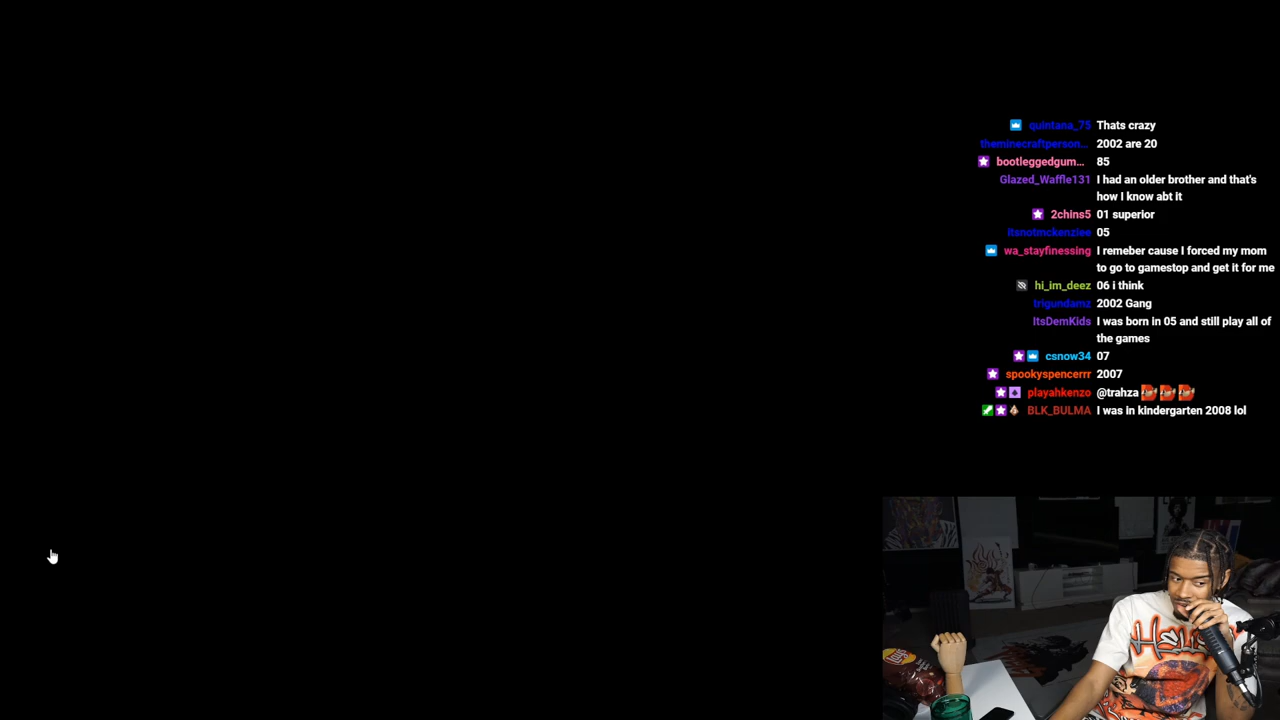 quintana_75 Thats crazy
theminecraftperson... 2002 are 20
bootleggedgum... 85
Glazed_Waffle131 I had an older brother and that's
how I know abt it
2chins5 01 superior
itsnotmckenziee 05
wa_stayfinessing I remeber cause I forced my mom
to go to gamestop and get it for me
hi_im_deez 06 i think
trigundamz 2002 Gang
ItsDemKids I was born in 05 and still play all of
the games
csnow34 07
spookyspencerrr 2007
playahkenzo @trahza
BLK_BULMA I was in kindergarten 2008 lol
Lay's